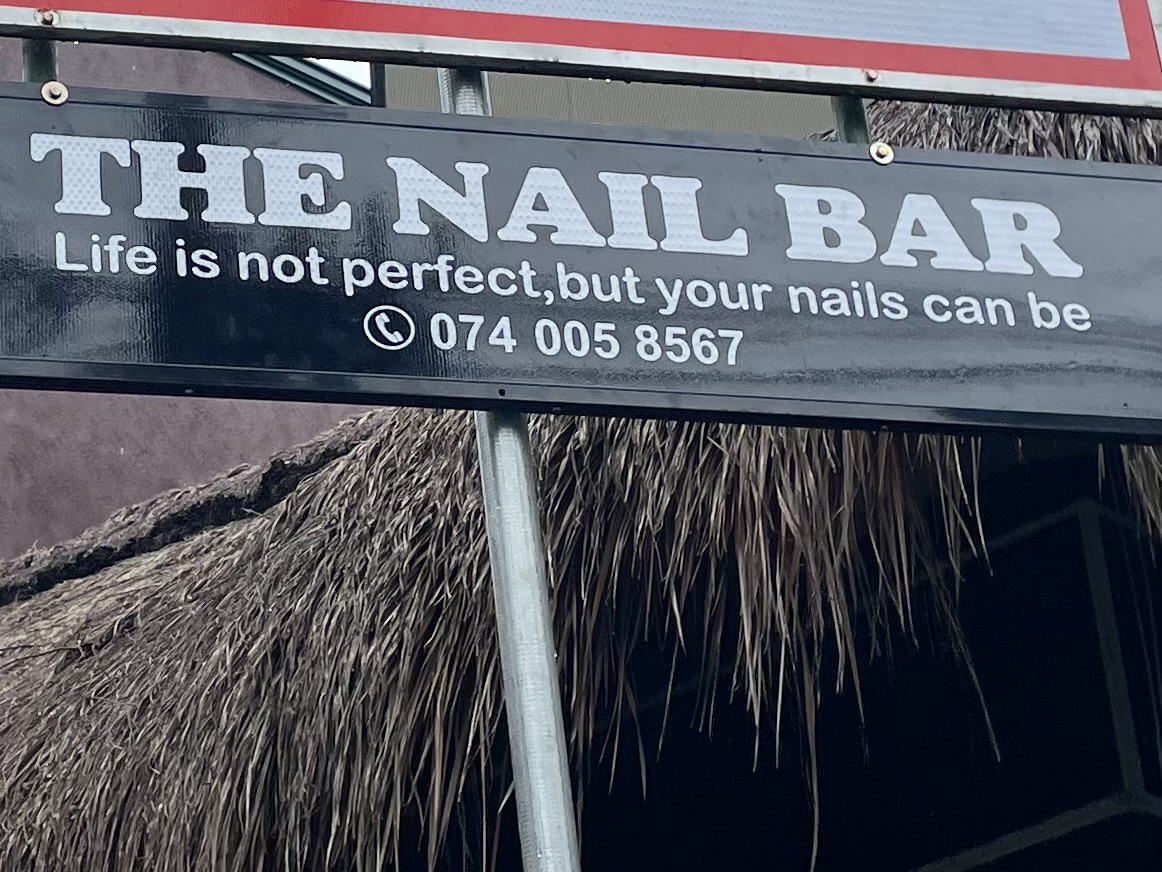 THE NAIL BAR
Life is not perfect,but your nails can be
074 005 8567